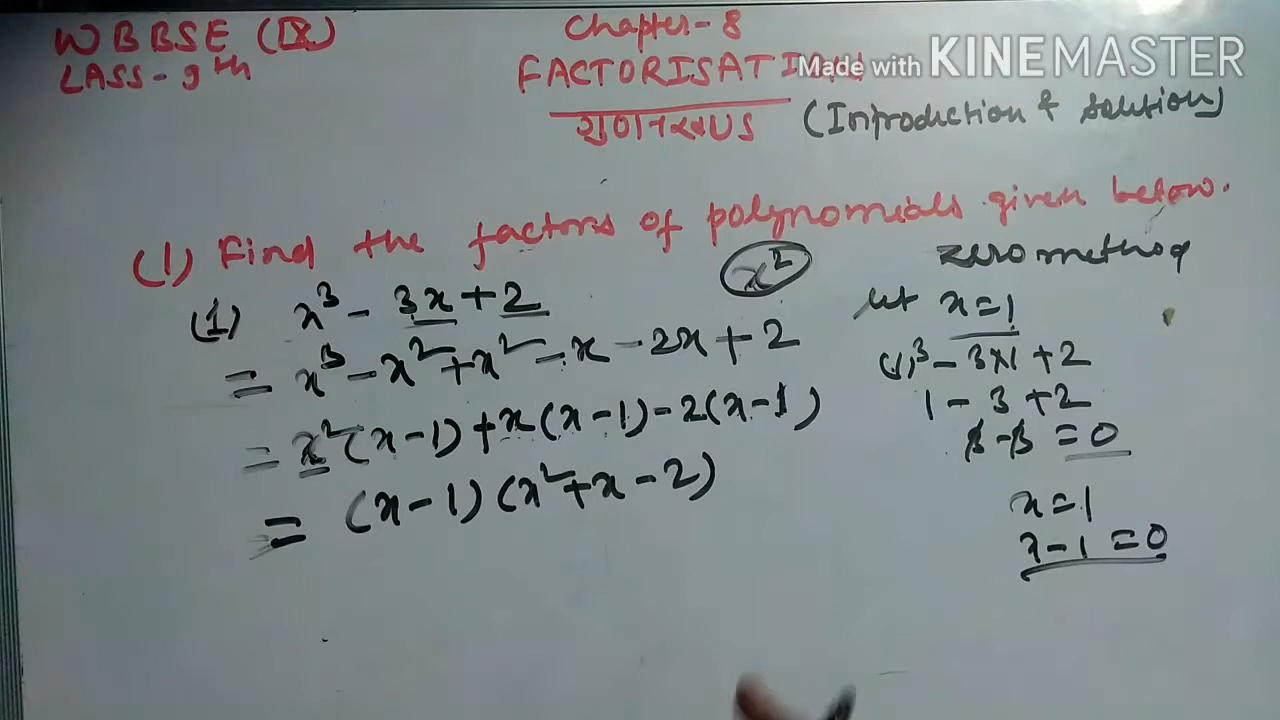 WBBSE (IX)
LASS - 9th
Chapter - 8
FACTORISATION
Made with KINEMASTER
गुणनखण्ड (Introduction & solution)
(1) Find the factors of polynomials given below.
(1) x³ - 3x + 2
= x³ - x² + x² - x - 2x + 2
= x²(x-1) + x(x-1) - 2(x-1)
= (x-1)(x²+x-2)
x²
zero method
let x=1
(1)³ - 3×1 + 2
1 - 3 + 2
3 - 3 = 0
x=1
x-1 = 0